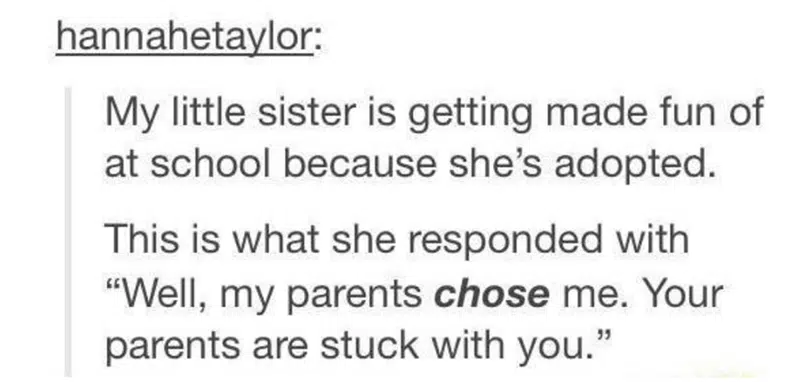 hannahetaylor:
My little sister is getting made fun of
at school because she’s adopted.
This is what she responded with
“Well, my parents chose me. Your
parents are stuck with you.”